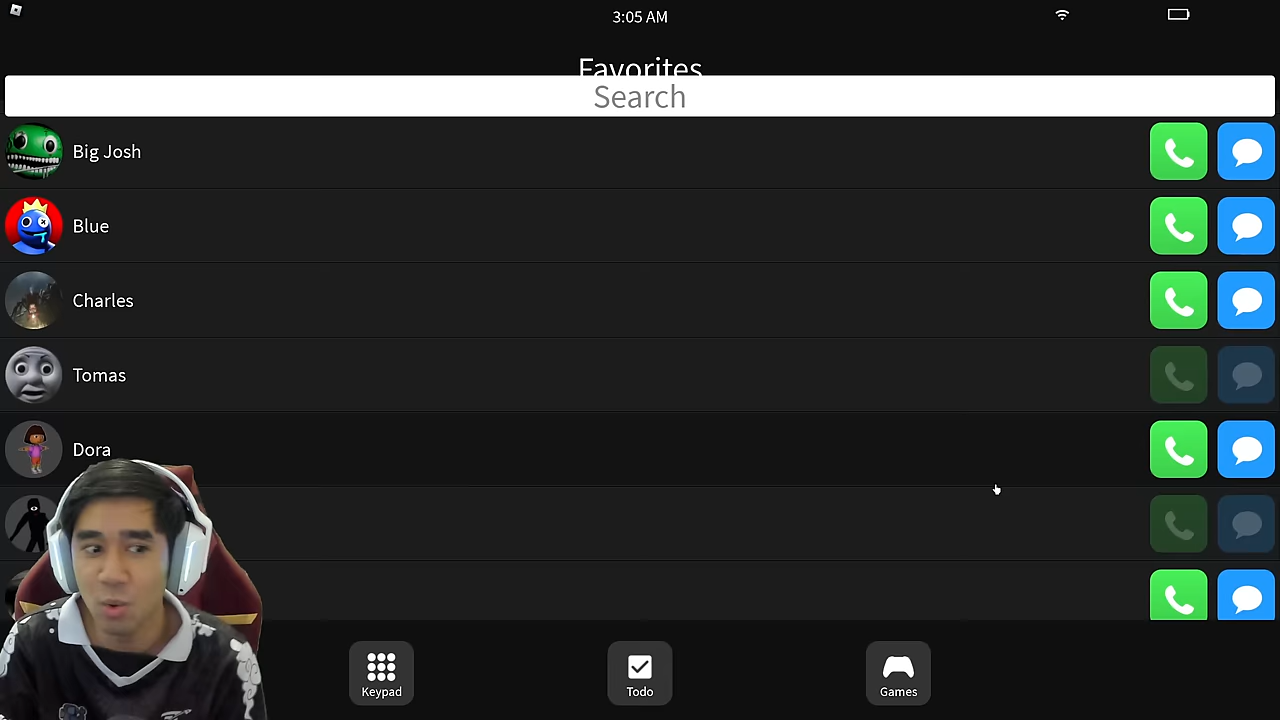 3:05 AM
Favorites
Search
Big Josh
Blue
Charles
Tomas
Dora
Keypad
Todo
Games